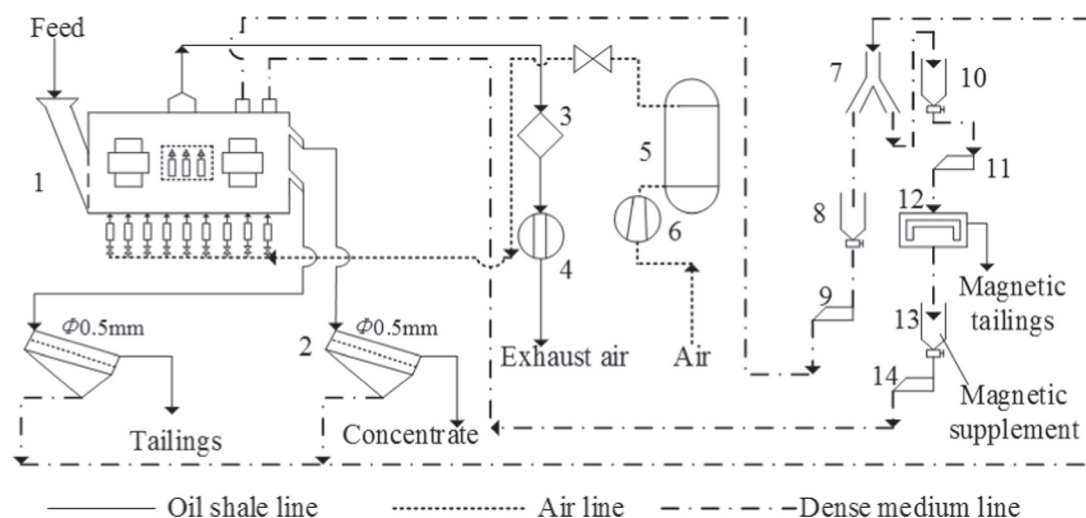 Feed
1
Φ0.5mm
Φ0.5mm
2
3
4
5
6
7
8
9
10
11
12
13
14
Exhaust air
Air
Magnetic
tailings
Magnetic
supplement
Tailings
Concentrate
Oil shale line
Air line
Dense medium line